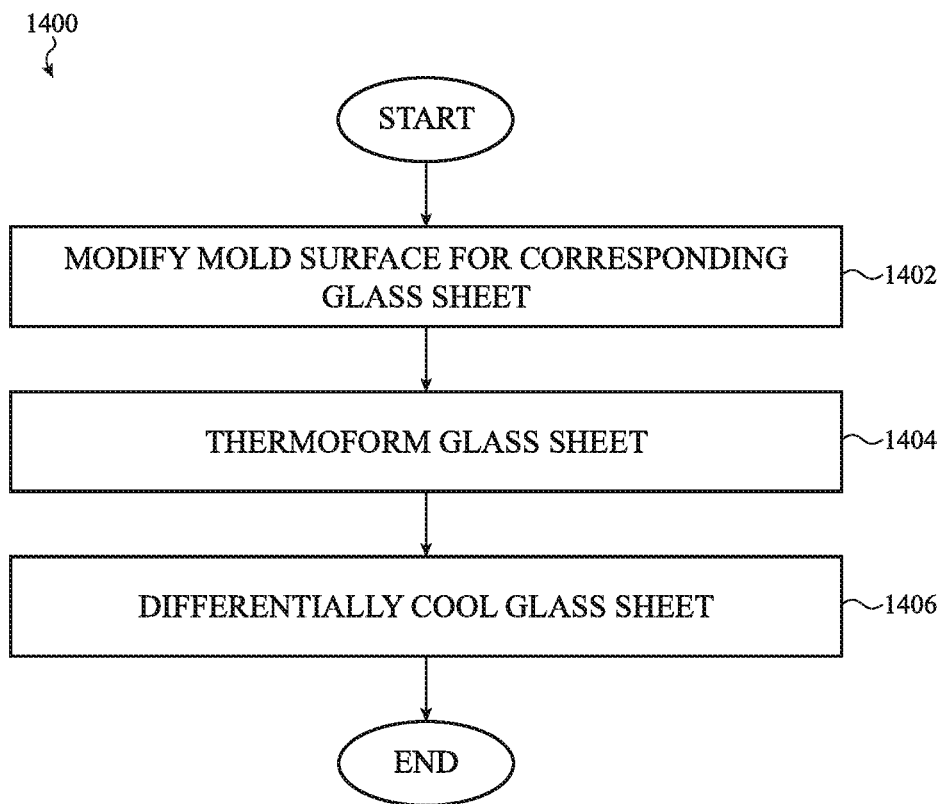 1400
START
MODIFY MOLD SURFACE FOR CORRESPONDING
GLASS SHEET
1402
THERMOFORM GLASS SHEET
1404
DIFFERENTIALLY COOL GLASS SHEET
1406
END